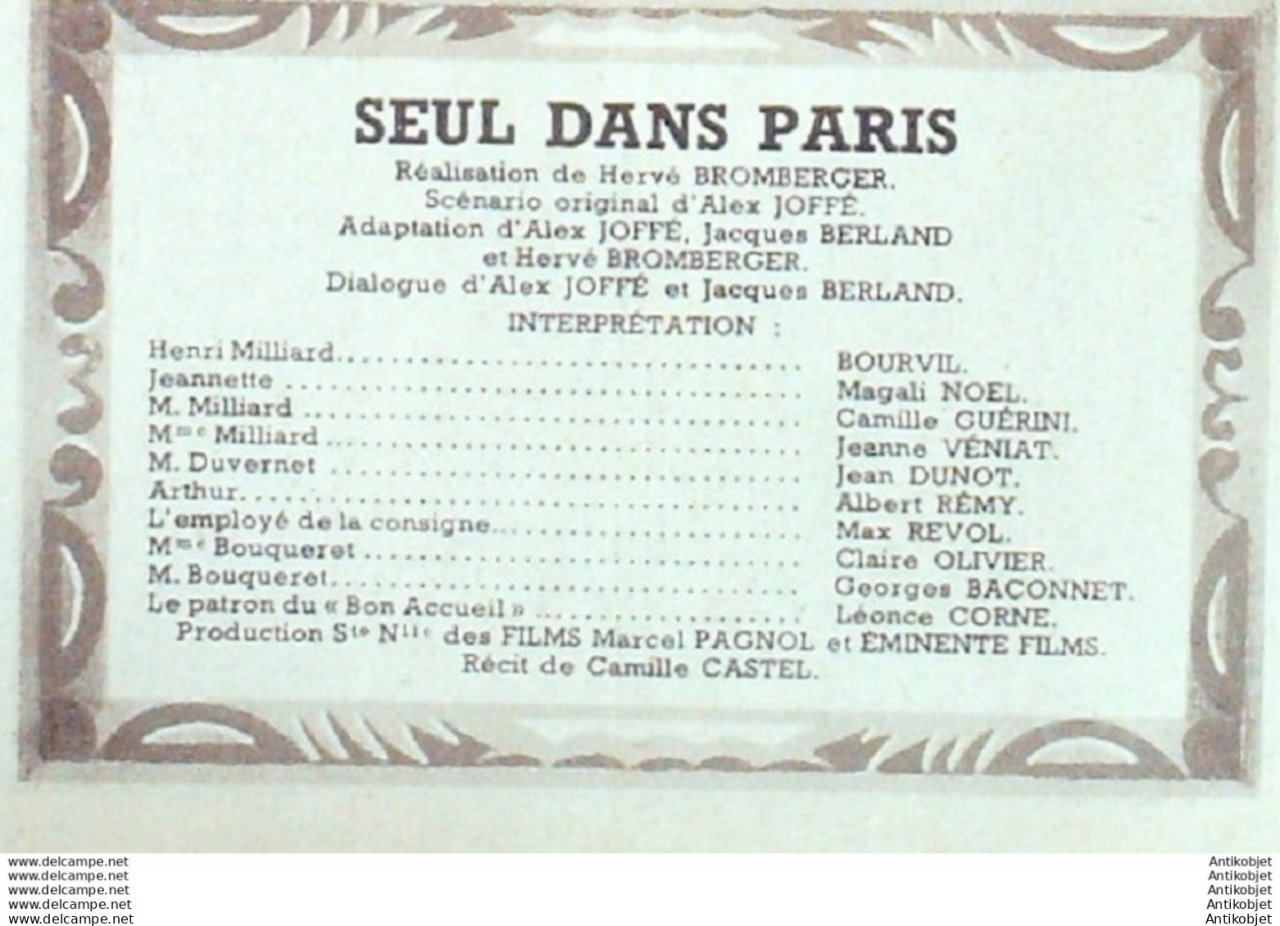 SEUL DANS PARIS
Réalisation de Hervé BROMBERGER.
Scénario original d'Alex JOFFÉ.
Adaptation d'Alex JOFFÉ, Jacques BERLAND
et Hervé BROMBERGER.
Dialogue d'Alex JOFFÉ et Jacques BERLAND.
INTERPRÉTATION :
Henri Milliard.................................. BOURVIL.
Jeannette .................................. Magali NOEL.
M. Milliard .................................. Camille GUÉRINI.
Mme Milliard .................................. Jeanne VÉNIAT.
M. Duvernet .................................. Jean DUNOT.
Arthur.................................. Albert RÉMY.
L'employé de la consigne.................................. Max REVOL.
Mme Bouqueret .................................. Claire OLIVIER.
M. Bouqueret.................................. Georges BACONNET.
Le patron du « Bon Accueil » .................................. Léonce CORNE.
Production Sté Nlle des FILMS Marcel PAGNOL et ÉMINENTE FILMS.
Récit de Camille CASTEL.
www.delcampe.net
www.delcampe.net
www.delcampe.net
www.delcampe.net
www.delcampe.net
Antikobjet
Antikobjet
Antikobjet
Antikobjet
Antikobjet